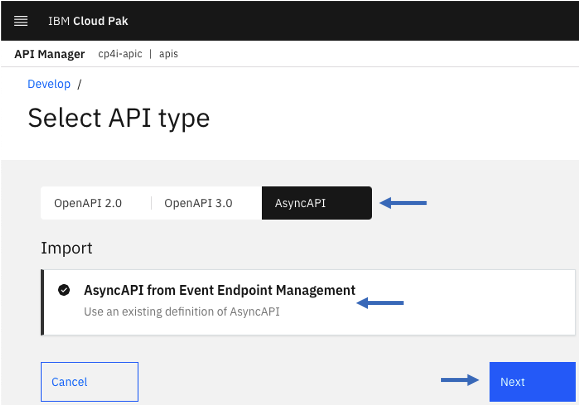 IBM Cloud Pak
API Manager cp4i-apic | apis
Develop /
Select API type
OpenAPI 2.0 OpenAPI 3.0 AsyncAPI
Import
AsyncAPI from Event Endpoint Management
Use an existing definition of AsyncAPI
Cancel Next